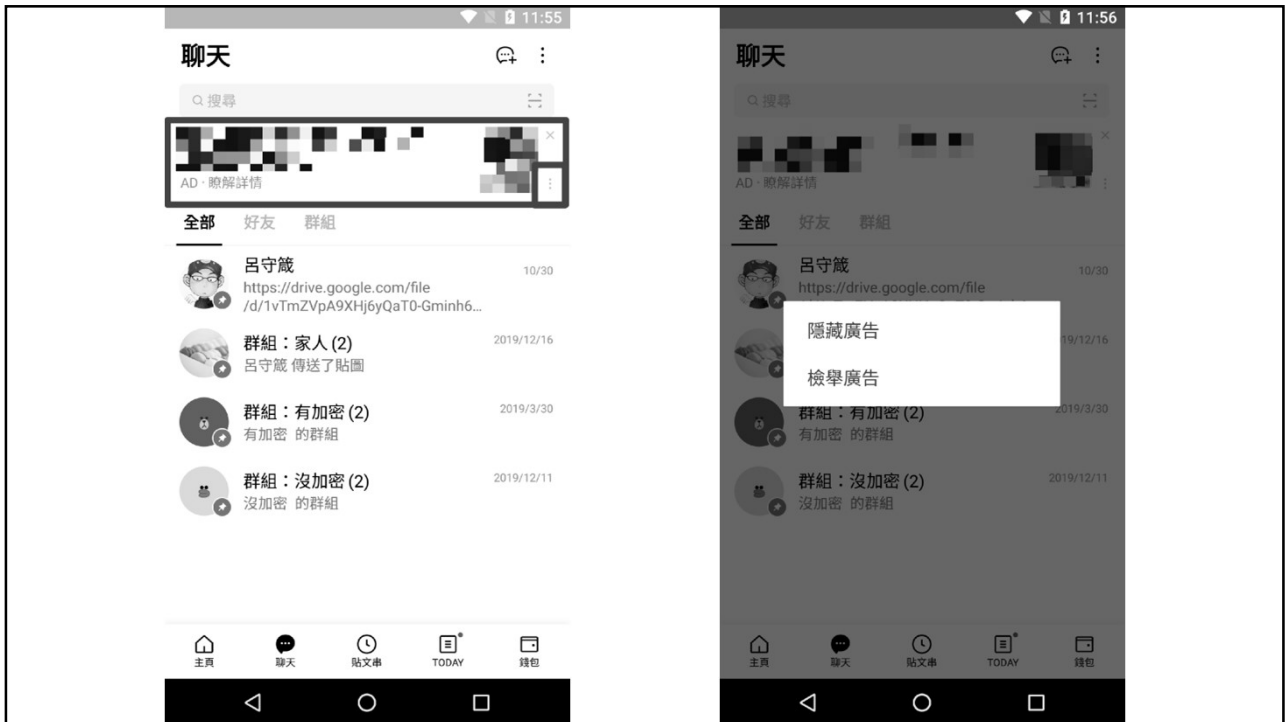 11:55
聊天
搜尋
AD · 瞭解詳情
全部 好友 群組
呂守箴 10/30
https://drive.google.com/file
/d/1vTmZVpA9XHj6yQaT0-Gminh6...
群組：家人 (2) 2019/12/16
呂守箴 傳送了貼圖
群組：有加密 (2) 2019/3/30
有加密 的群組
群組：沒加密 (2) 2019/12/11
沒加密 的群組
主頁 聊天 貼文串 TODAY 錢包
11:56
聊天
搜尋
AD · 瞭解詳情
全部 好友 群組
呂守箴 10/30
https://drive.google.com/file
隱藏廣告
19/12/16
檢舉廣告
群組：有加密 (2) 2019/3/30
有加密 的群組
群組：沒加密 (2) 2019/12/11
沒加密 的群組
主頁 聊天 貼文串 TODAY 錢包